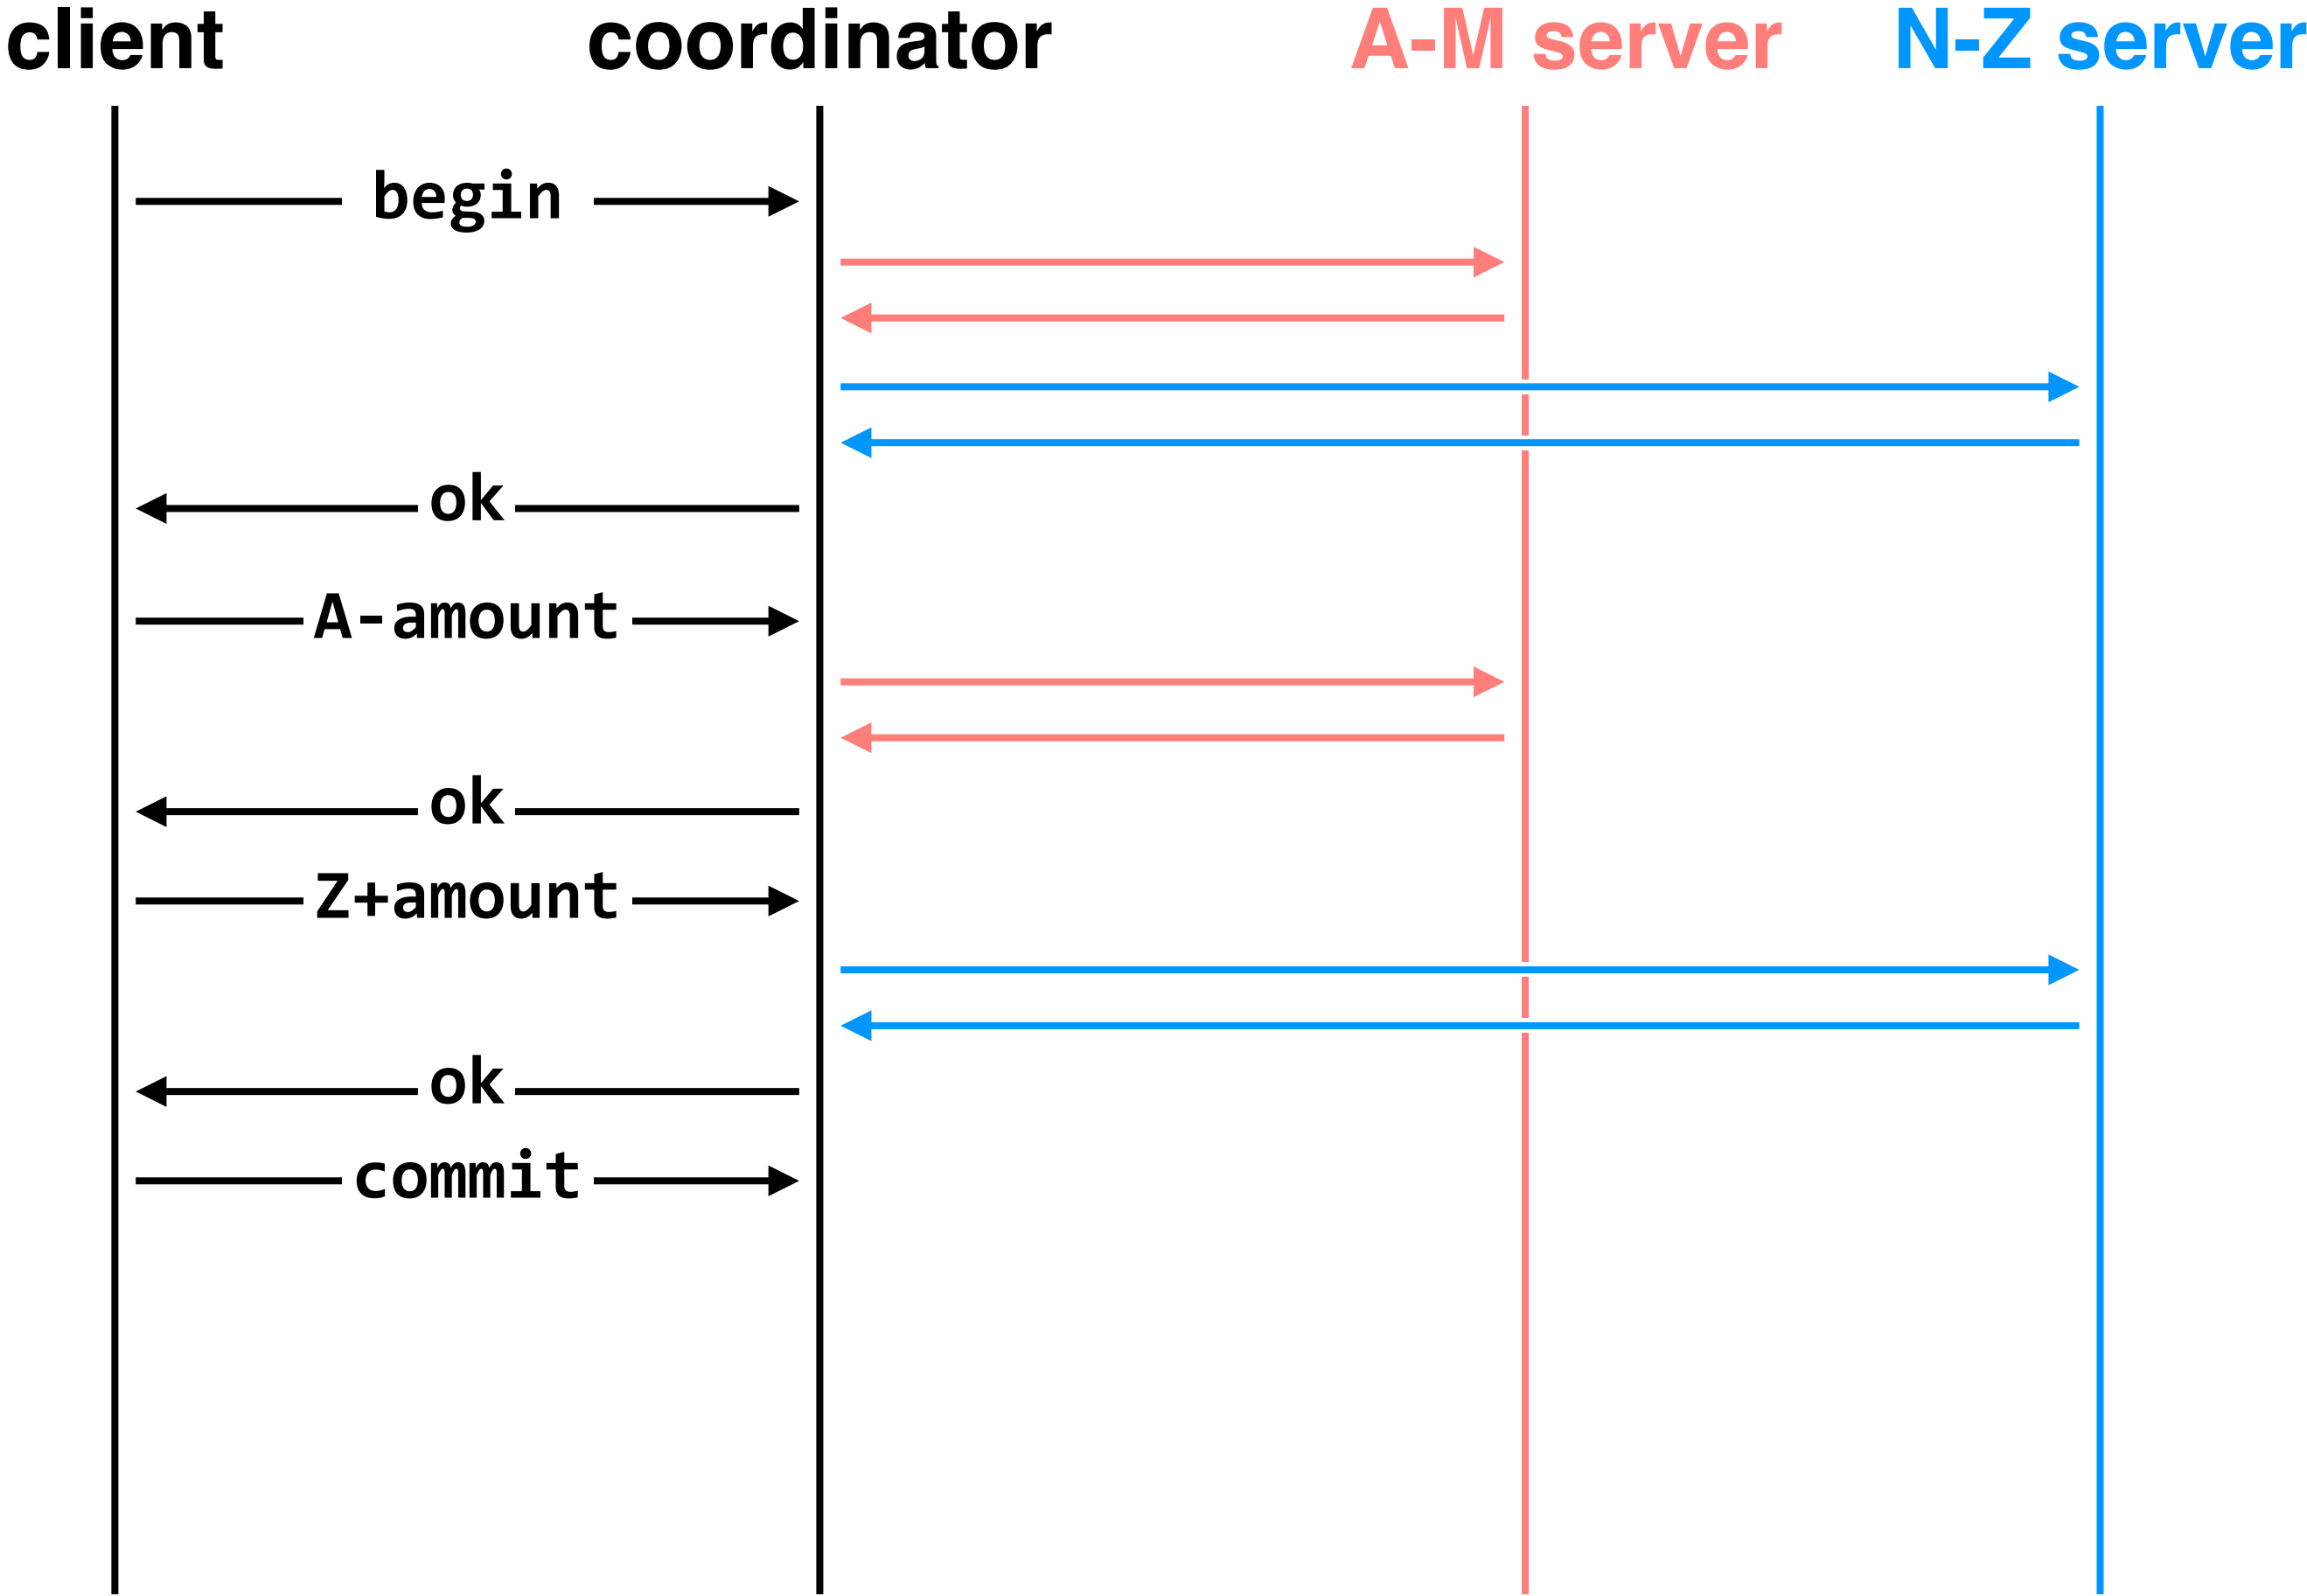 client coordinator A-M server N-Z server
begin
ok
A-amount
ok
Z+amount
ok
commit